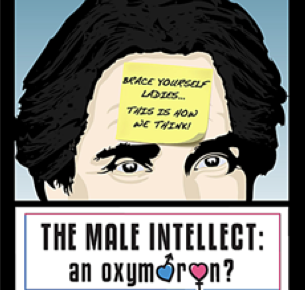 BRACE YOURSELF
LADIES...
THIS IS HOW
WE THINK!
THE MALE INTELLECT:
an oxymoron?